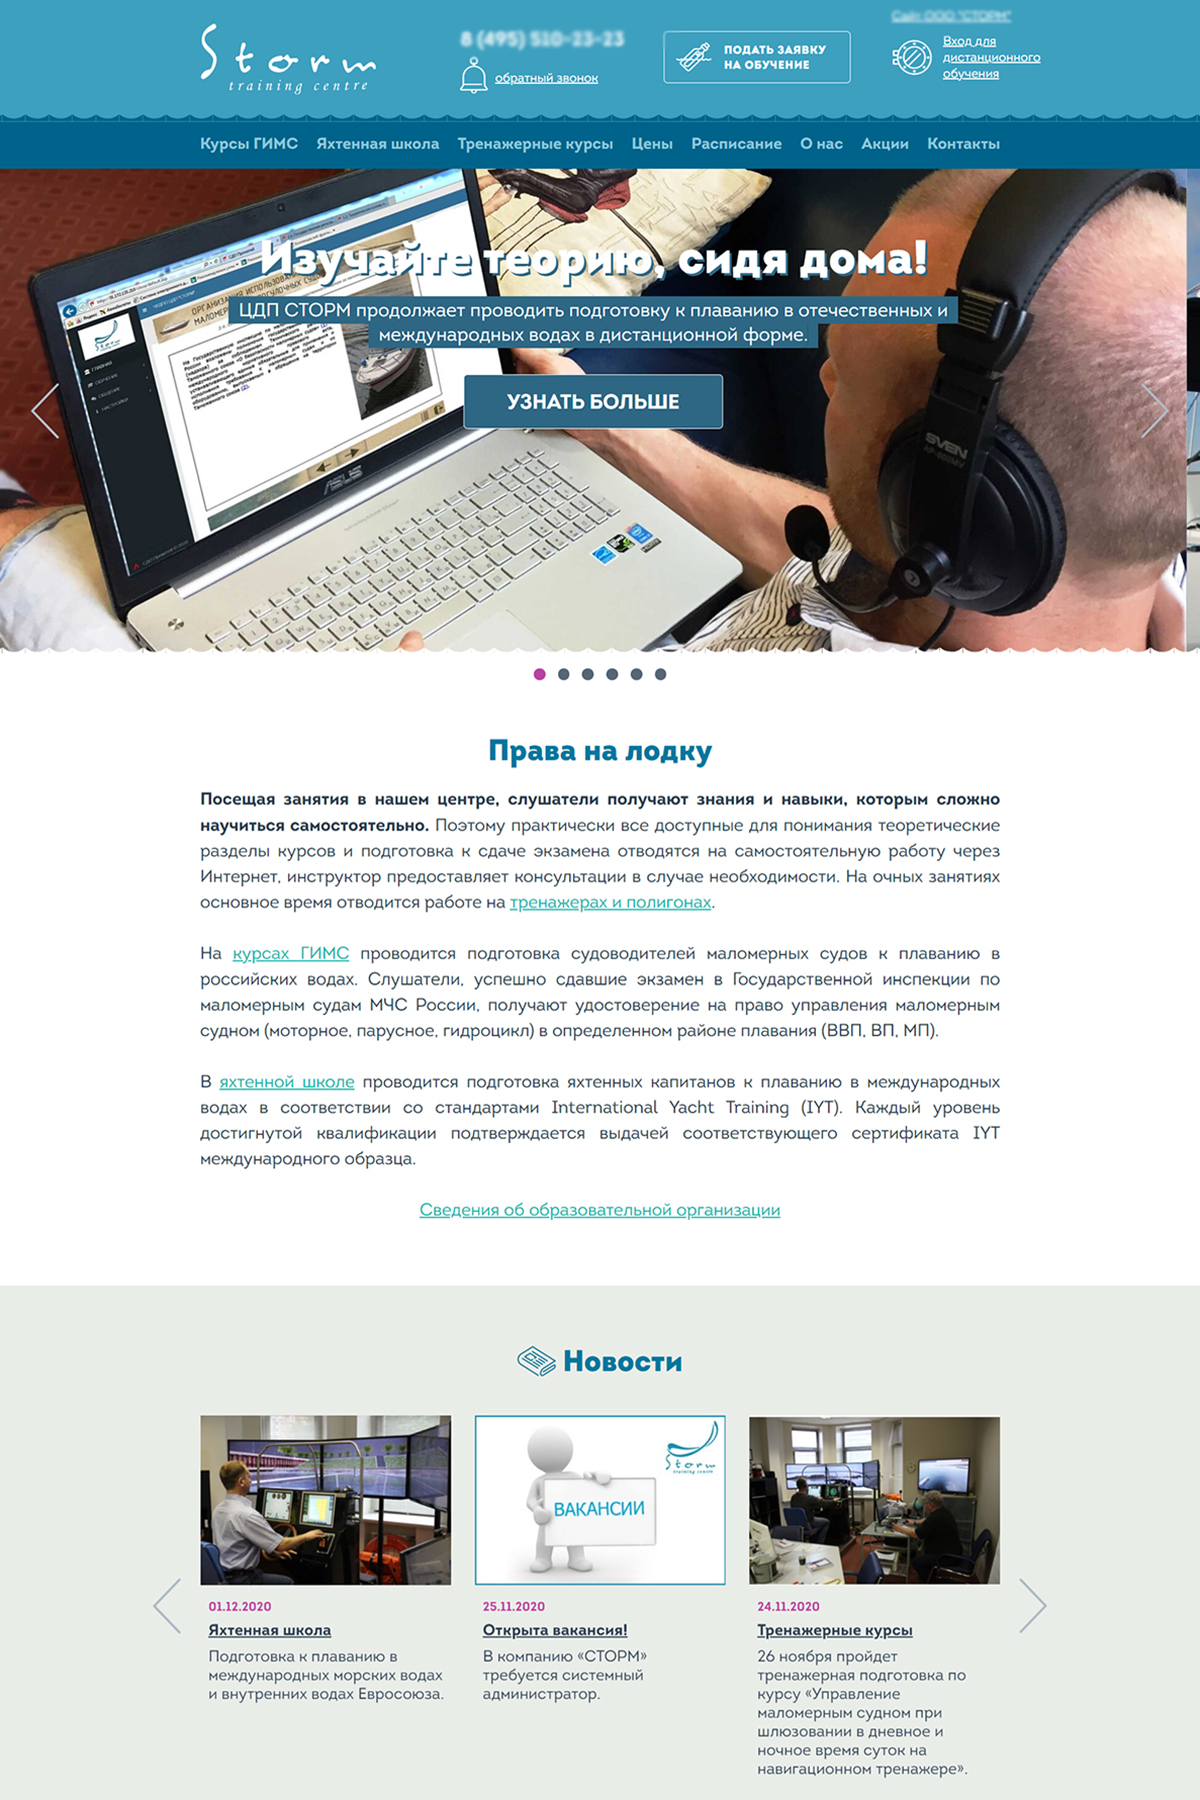 Storm
training centre
8 (495) 510-23-23
обратный звонок
ПОДАТЬ ЗАЯВКУ
НА ОБУЧЕНИЕ
Сайт ООО "СТОРМ"
Вход для
дистанционного
обучения
Курсы ГИМС Яхтенная школа Тренажерные курсы Цены Расписание О нас Акции Контакты
Изучайте теорию, сидя дома!
ЦДП СТОРМ продолжает проводить подготовку к плаванию в отечественных и
международных водах в дистанционной форме.
УЗНАТЬ БОЛЬШЕ
ASUS
SVEN
Права на лодку
Посещая занятия в нашем центре, слушатели получают знания и навыки, которым сложно
научиться самостоятельно. Поэтому практически все доступные для понимания теоретические
разделы курсов и подготовка к сдаче экзамена отводятся на самостоятельную работу через
Интернет, инструктор предоставляет консультации в случае необходимости. На очных занятиях
основное время отводится работе на тренажерах и полигонах.
На курсах ГИМС проводится подготовка судоводителей маломерных судов к плаванию в
российских водах. Слушатели, успешно сдавшие экзамен в Государственной инспекции по
маломерным судам МЧС России, получают удостоверение на право управления маломерным
судном (моторное, парусное, гидроцикл) в определенном районе плавания (ВВП, ВП, МП).
В яхтенной школе проводится подготовка яхтенных капитанов к плаванию в международных
водах в соответствии со стандартами International Yacht Training (IYT). Каждый уровень
достигнутой квалификации подтверждается выдачей соответствующего сертификата IYT
международного образца.
Сведения об образовательной организации
Новости
ВАКАНСИИ
Storm
training centre
01.12.2020
Яхтенная школа
Подготовка к плаванию в
международных морских водах
и внутренних водах Евросоюза.
25.11.2020
Открыта вакансия!
В компанию «СТОРМ»
требуется системный
администратор.
24.11.2020
Тренажерные курсы
26 ноября пройдет
тренажерная подготовка по
курсу «Управление
маломерным судном при
шлюзовании в дневное и
ночное время суток на
навигационном тренажере».